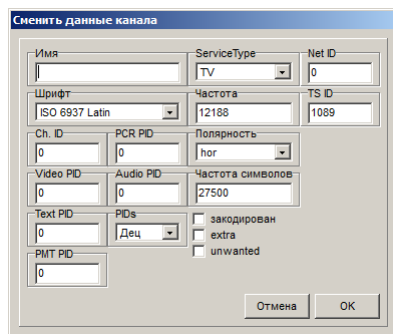 Сменить данные канала
Имя ServiceType Net ID
TV 0
Шрифт Частота TS ID
ISO 6937 Latin 12188 1089
Ch. ID PCR PID Полярность
0 0 hor
Video PID Audio PID Частота символов
0 0 27500
Text PID PIDs закодирован
0 Дец extra
PMT PID unwanted
0
Отмена OK